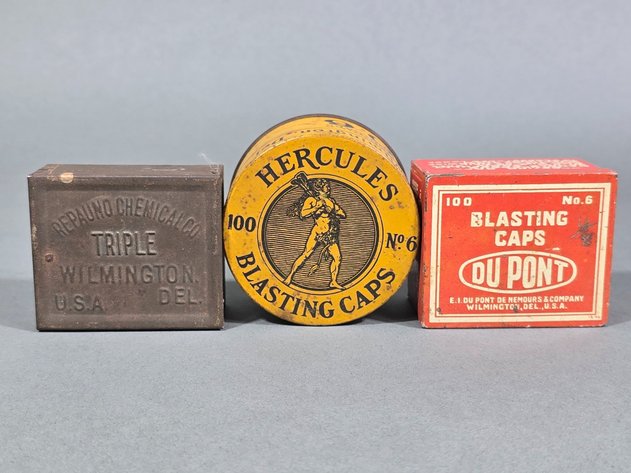 REPAUNO CHEMICAL CO.
TRIPLE
WILMINGTON.
U.S.A. DEL.
HERCULES
100 No 6
BLASTING CAPS
100 No.6
BLASTING
CAPS
DU PONT
E.I. DU PONT DE NEMOURS & COMPANY
WILMINGTON, DEL., U.S.A.